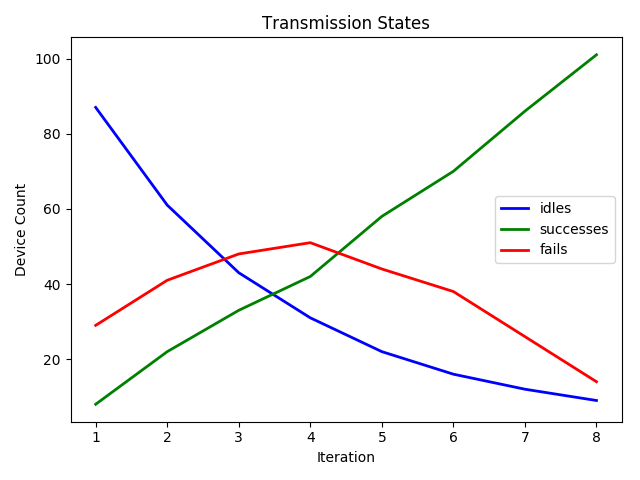 Transmission States
Device Count
100
80
60
40
20
idles
successes
fails
1 2 3 4 5 6 7 8
Iteration